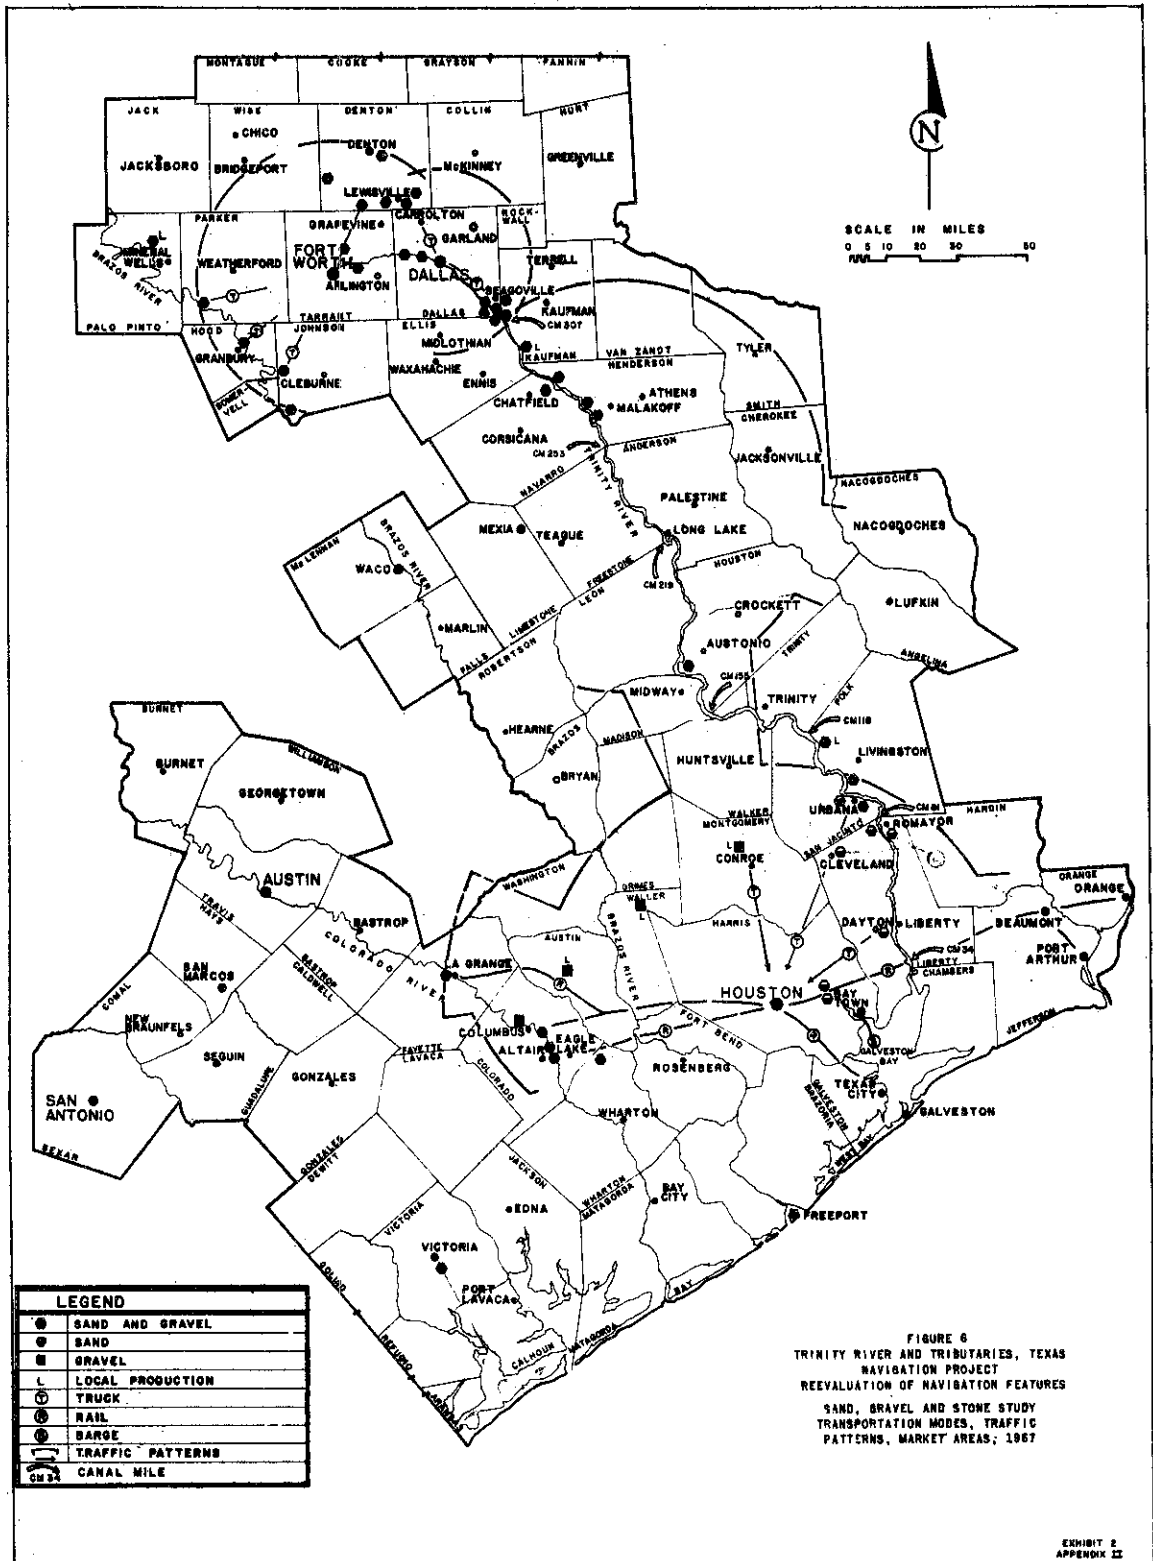 MONTAGUE
COOKE
GRAYSON
FANNIN
JACK
WISE
DENTON
COLLIN
HUNT
CHICO
JACKSBORO
BRIDGEPORT
DENTON
McKINNEY
GREENVILLE
LEWISVILLE
PARKER
GRAPEVINE
CARROLTON
ROCK-
WALL
GARLAND
L
MINERAL
WELLS
BRAZOS RIVER
WEATHERFORD
FORT
WORTH
ARLINGTON
DALLAS
TERRELL
T
SEAGOVILLE
KAUFMAN
PALO PINTO
HOOD
TARRANT
JOHNSON
ELLIS
DALLAS
CM 307
GRANBURY
MIDLOTHIAN
L
KAUFMAN
VAN ZANDT
HENDERSON
TYLER
CLEBURNE
WAXAHACHIE
ENNIS
SOMER-
VELL
CHATFIELD
ATHENS
MALAKOFF
SMITH
CHEROKEE
CORSICANA
CM 253
ANDERSON
JACKSONVILLE
NAVARRO
TRINITY RIVER
NACOGDOCHES
PALESTINE
MEXIA
TEAGUE
LONG LAKE
NACOGDOCHES
McLENNAN
BRAZOS RIVER
WACO
FREESTONE
LEON
CM 219
HOUSTON
CROCKETT
LUFKIN
MARLIN
LIMESTONE
FALLS
ROBERTSON
AUSTONIO
TRINITY
ANGELINA
MIDWAY
CM 155
TRINITY
POLK
CM 118
HEARNE
BRAZOS
MADISON
L
LIVINGSTON
BURNET
WILLIAMSON
BURNET
HUNTSVILLE
BRYAN
GEORGETOWN
URBANA
WALKER
MONTGOMERY
HARDIN
ROMAYOR
SAN JACINTO
L
CONROE
CLEVELAND
WASHINGTON
AUSTIN
GRIMES
WALLER
L
ORANGE
ORANGE
TRAVIS
HAYS
BASTROP
COLORADO RIVER
AUSTIN
BRAZOS RIVER
HARRIS
DAYTON
LIBERTY
BEAUMONT
PORT
ARTHUR
CM 34
LIBERTY
CHAMBERS
SAN
MARCOS
BASTROP
CALDWELL
LA GRANGE
L
HOUSTON
BAY
TOWN
COMAL
NEW
BRAUNFELS
COLUMBUS
EAGLE
LAKE
ALTAIR
R
FORT BEND
JEFFERSON
SEGUIN
GUADALUPE
GONZALES
FAYETTE
LAVACA
COLORADO
ROSENBERG
GALVESTON
BAY
TEXAS
CITY
SAN
ANTONIO
BEXAR
GALVESTON
BRAZORIA
GALVESTON
WHARTON
WEST BAY
GONZALES
DEWITT
JACKSON
WHARTON
MATAGORDA
BAY
CITY
FREEPORT
VICTORIA
EDNA
VICTORIA
GOLIAD
PORT
LAVACA
BAY
MATAGORDA
CALHOUN
REFUGIO
ARANSAS
N
SCALE IN MILES
0 5 10 20 30 50
LEGEND
SAND AND GRAVEL
SAND
GRAVEL
L LOCAL PRODUCTION
T TRUCK
R RAIL
B BARGE
TRAFFIC PATTERNS
CM 34 CANAL MILE
FIGURE 6
TRINITY RIVER AND TRIBUTARIES, TEXAS
NAVIGATION PROJECT
REEVALUATION OF NAVIGATION FEATURES
SAND, GRAVEL AND STONE STUDY
TRANSPORTATION MODES, TRAFFIC
PATTERNS, MARKET AREAS; 1967
EXHIBIT 2
APPENDIX II